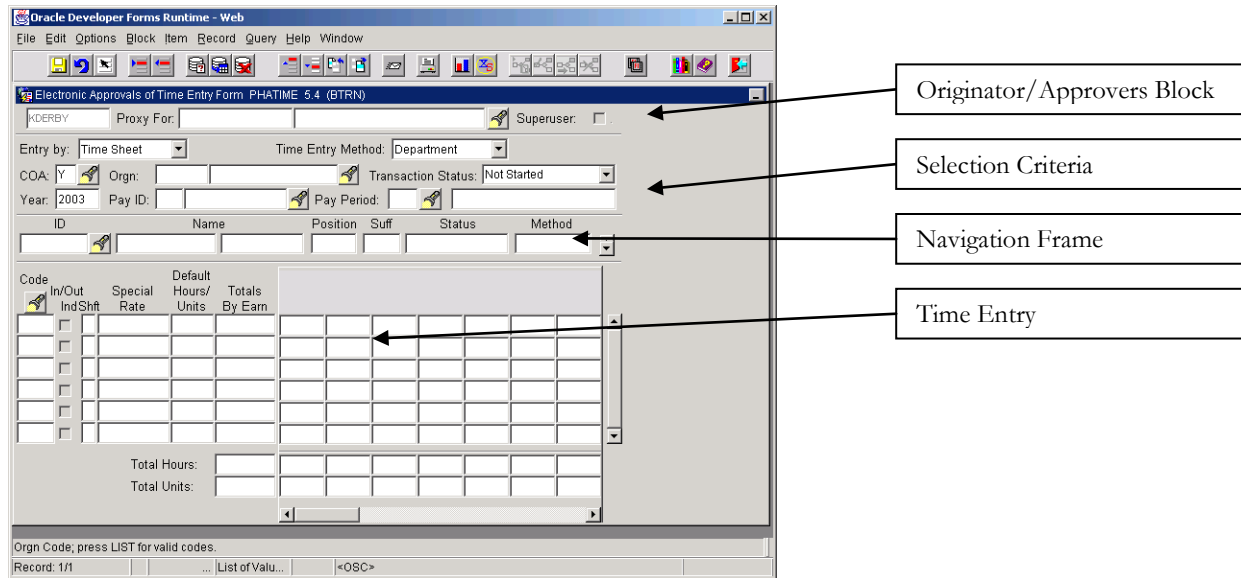 Oracle Developer Forms Runtime - Web
File Edit Options Block Item Record Query Help Window
Electronic Approvals of Time Entry Form PHATIME 5.4 (BTRN)
KDERBY Proxy For: Superuser:
Originator/Approvers Block
Entry by: Time Sheet Time Entry Method: Department
COA: Y Orgn: Transaction Status: Not Started
Selection Criteria
Year: 2003 Pay ID: Pay Period:
ID Name Position Suff Status Method
Navigation Frame
Code In/Out Ind Shft Special Rate Default Hours/ Units Totals By Earn
Time Entry
Total Hours:
Total Units:
Orgn Code; press LIST for valid codes.
Record: 1/1 ... List of Valu... <OSC>